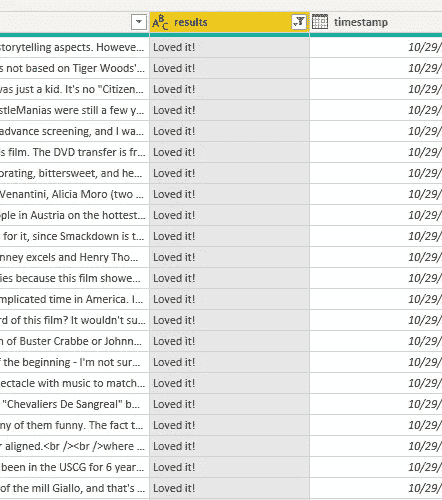 ABC results timestamp
storytelling aspects. Howeve... Loved it! 10/29/
s not based on Tiger Woods'... Loved it! 10/29/
was just a kid. It's no "Citizen... Loved it! 10/29/
stleManias were still a few y... Loved it! 10/29/
advance screening, and I wa... Loved it! 10/29/
s film. The DVD transfer is fr... Loved it! 10/29/
orating, bittersweet, and he... Loved it! 10/29/
Venantini, Alicia Moro (two ... Loved it! 10/29/
ple in Austria on the hottest... Loved it! 10/29/
s for it, since Smackdown is t... Loved it! 10/29/
nney excels and Henry Tho... Loved it! 10/29/
ies because this film showe... Loved it! 10/29/
mplicated time in America. I... Loved it! 10/29/
rd of this film? It wouldn't su... Loved it! 10/29/
n of Buster Crabbe or Johnn... Loved it! 10/29/
f the beginning - I'm not sur... Loved it! 10/29/
ectacle with music to match... Loved it! 10/29/
"Chevaliers De Sangreal" b... Loved it! 10/29/
ny of them funny. The fact t... Loved it! 10/29/
r aligned.<br /><br />where ... Loved it! 10/29/
been in the USCG for 6 year... Loved it! 10/29/
of the mill Giallo, and that's ... Loved it! 10/29/